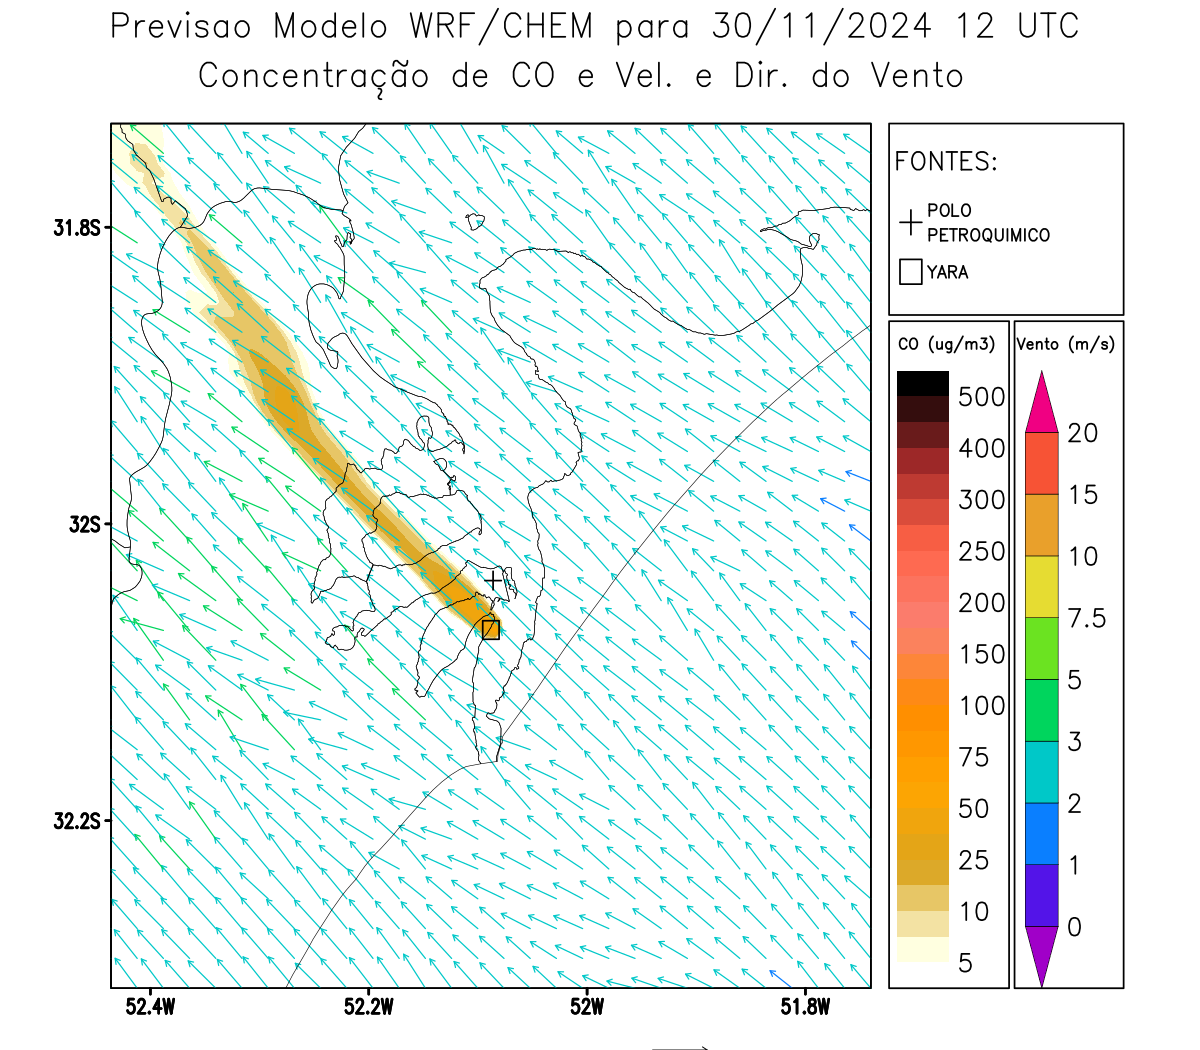 Previsao Modelo WRF/CHEM para 30/11/2024 12 UTC
Concentração de CO e Vel. e Dir. do Vento
FONTES:
POLO
PETROQUIMICO
YARA
CO (ug/m3)
500
400
300
250
200
150
100
75
50
25
10
5
Vento (m/s)
20
15
10
7.5
5
3
2
1
0
31.8S
32S
32.2S
52.4W
52.2W
52W
51.8W